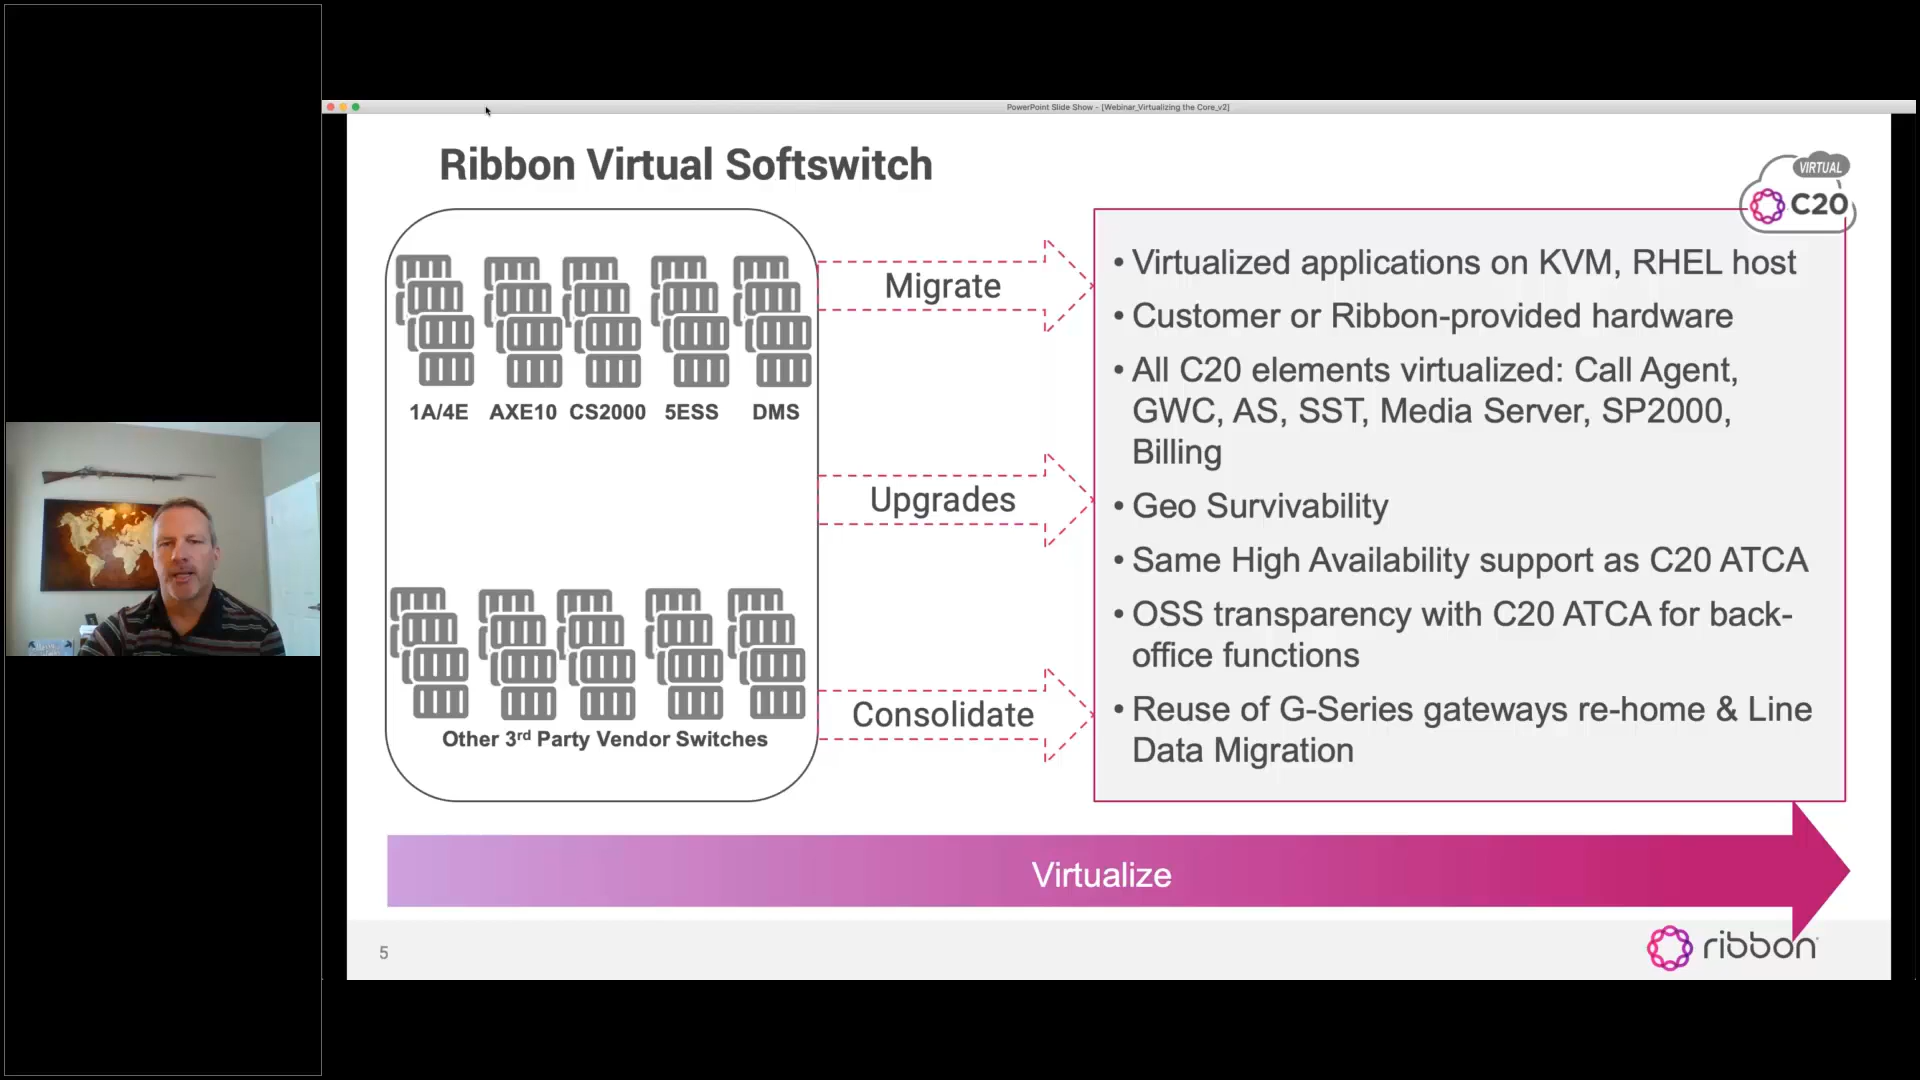 PowerPoint Slide Show - [Webinar_Virtualizing the Core_v2]
Ribbon Virtual Softswitch
VIRTUAL
C20
1A/4E AXE10 CS2000 5ESS DMS
Other 3rd Party Vendor Switches
Migrate
Upgrades
Consolidate
• Virtualized applications on KVM, RHEL host
• Customer or Ribbon-provided hardware
• All C20 elements virtualized: Call Agent,
GWC, AS, SST, Media Server, SP2000,
Billing
• Geo Survivability
• Same High Availability support as C20 ATCA
• OSS transparency with C20 ATCA for back-
office functions
• Reuse of G-Series gateways re-home & Line
Data Migration
Virtualize
5
ribbon